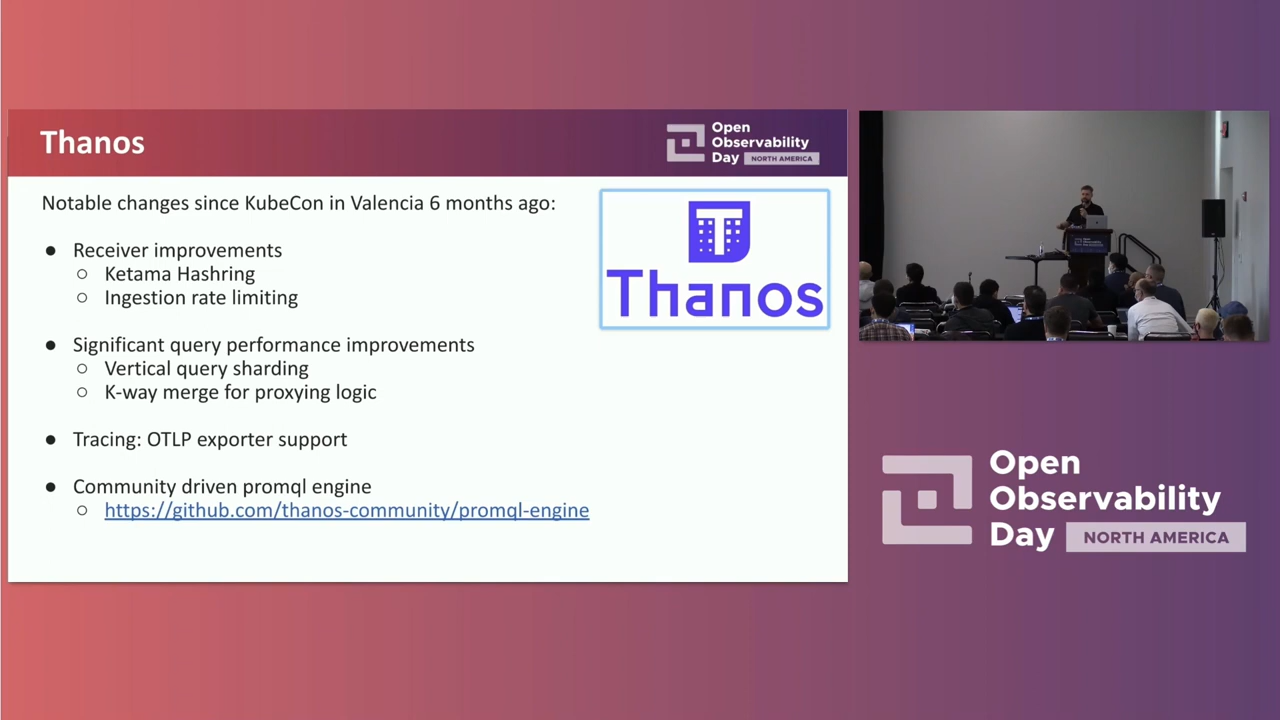 Thanos
Open
Observability
Day NORTH AMERICA
Notable changes since KubeCon in Valencia 6 months ago:
● Receiver improvements
○ Ketama Hashring
○ Ingestion rate limiting
● Significant query performance improvements
○ Vertical query sharding
○ K-way merge for proxying logic
● Tracing: OTLP exporter support
● Community driven promql engine
○ https://github.com/thanos-community/promql-engine
Thanos
Open
Observability
Day NORTH AMERICA